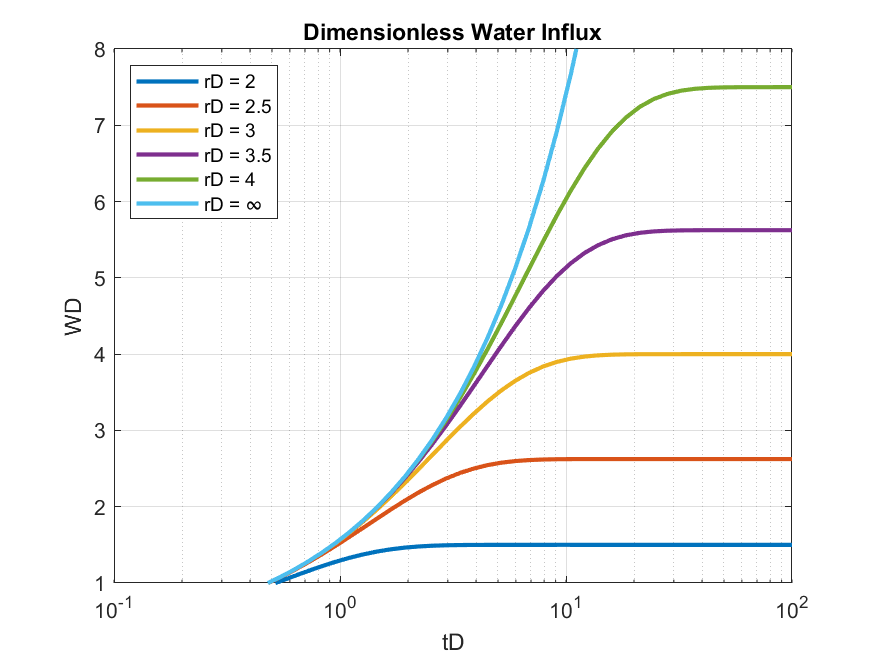 Dimensionless Water Influx
8
7
6
5
4
3
2
1
WD
rD = 2
rD = 2.5
rD = 3
rD = 3.5
rD = 4
rD = ∞
10^-1 10^0 10^1 10^2
tD